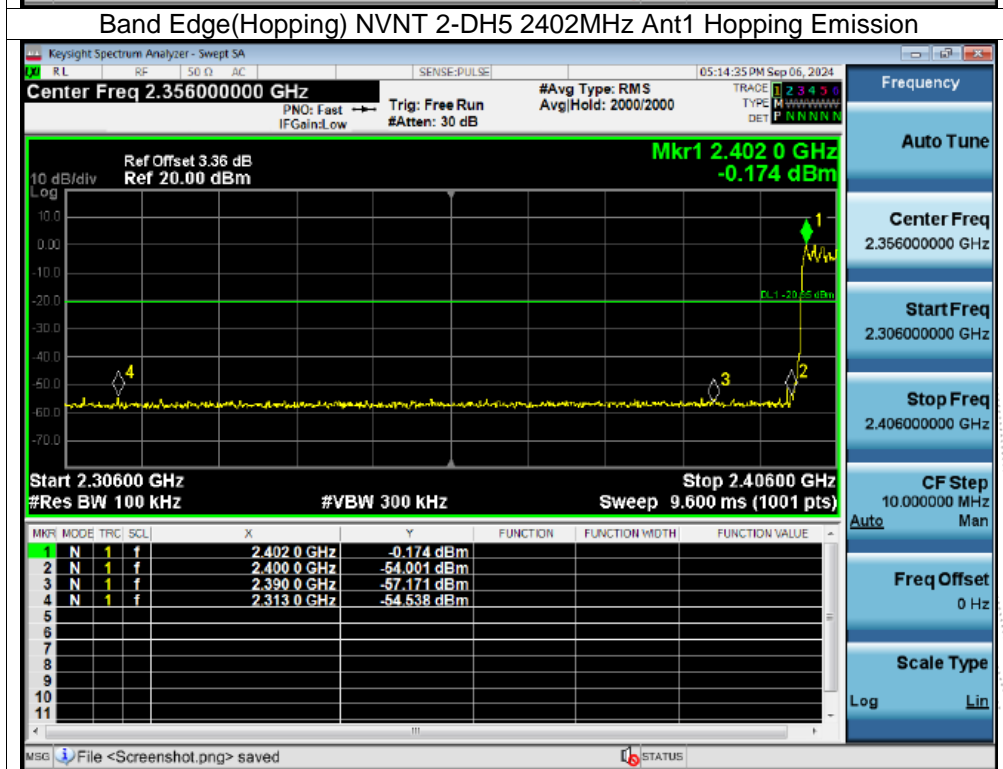 Band Edge(Hopping) NVNT 2-DH5 2402MHz Ant1 Hopping Emission
Keysight Spectrum Analyzer - Swept SA
RL RF 50 Ω AC SENSE:PULSE 05:14:35 PM Sep 06, 2024
Center Freq 2.356000000 GHz #Avg Type: RMS TRACE 1 2 3 4 5 6
PNO: Fast Trig: Free Run Avg|Hold: 2000/2000 TYPE M W W W W W
IFGain:Low #Atten: 30 dB DET P N N N N N
Mkr1 2.402 0 GHz
Ref Offset 3.36 dB
10 dB/div Ref 20.00 dBm -0.174 dBm
Log
10.0
1
0.00
-10.0
-20.0
-30.0
-40.0
4 3 2
-50.0
-60.0
-70.0
Start 2.30600 GHz Stop 2.40600 GHz
#Res BW 100 kHz #VBW 300 kHz Sweep 9.600 ms (1001 pts)
MKR MODE TRC SCL X Y FUNCTION FUNCTION WIDTH FUNCTION VALUE
1 N 1 f 2.402 0 GHz -0.174 dBm
2 N 1 f 2.400 0 GHz -54.001 dBm
3 N 1 f 2.390 0 GHz -57.171 dBm
4 N 1 f 2.313 0 GHz -54.538 dBm
5
6
7
8
9
10
11
MSG File <Screenshot.png> saved STATUS
Frequency
Auto Tune
Center Freq
2.356000000 GHz
Start Freq
2.306000000 GHz
Stop Freq
2.406000000 GHz
CF Step
10.000000 MHz
Auto Man
Freq Offset
0 Hz
Scale Type
Log Lin